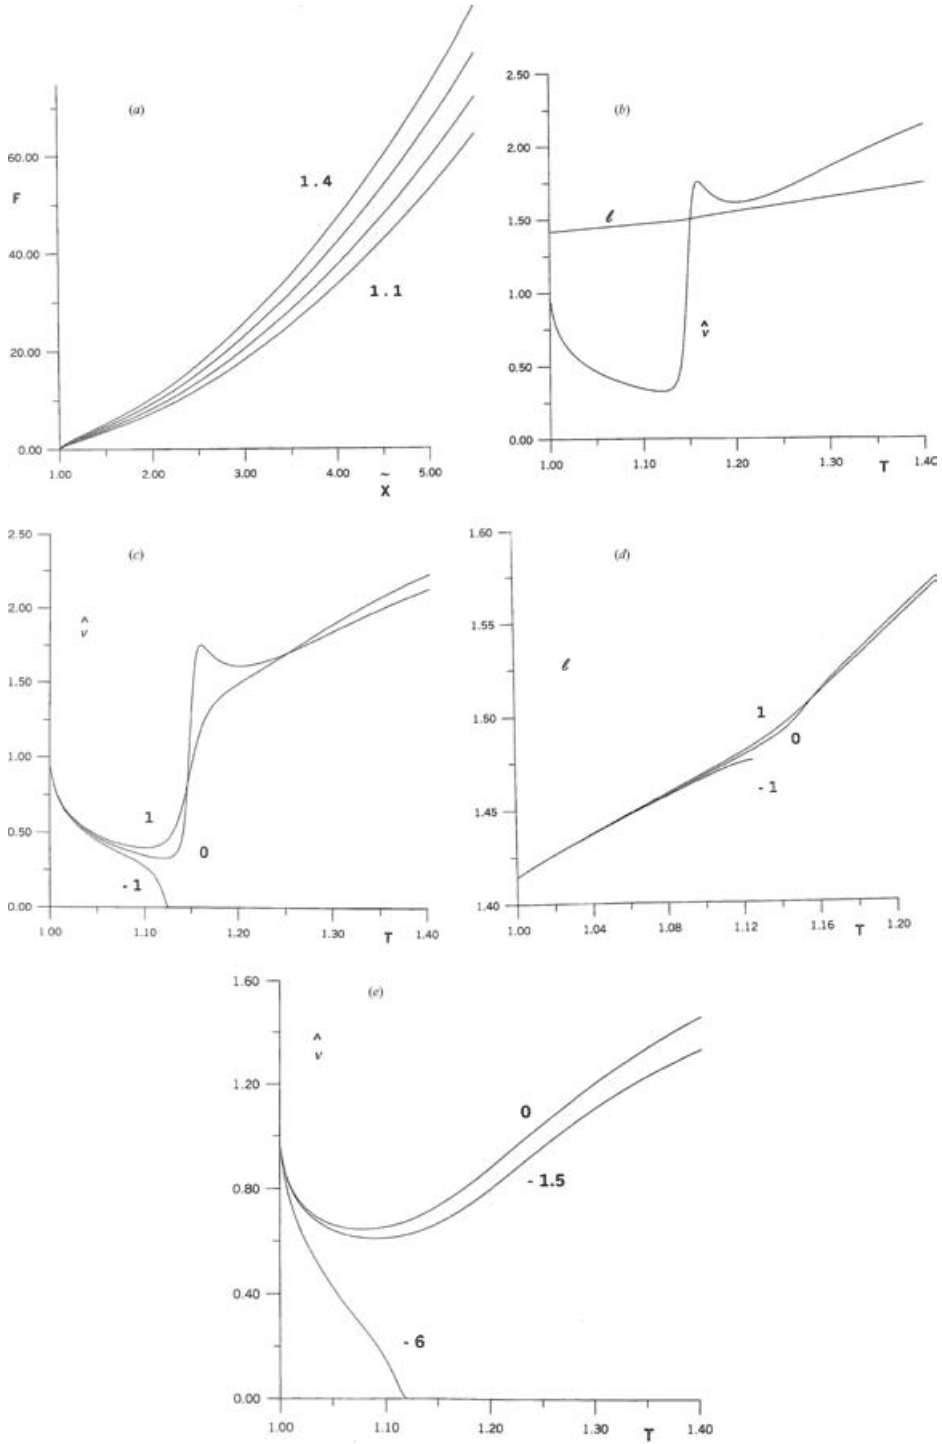 (a)
60.00
F
1.4
40.00
1.1
20.00
0.00
1.00 2.00 3.00 4.00 5.00
~
X
(b)
2.50
2.00
ℓ
1.50
1.00
^
v
0.50
0.00
1.00 1.10 1.20 1.30 T 1.40
(c)
2.50
^
v
2.00
1.50
1.00
1
0.50
0
-1
0.00
1.00 1.10 1.20 1.30 T 1.40
(d)
1.60
1.55
ℓ
1.50
1
0
-1
1.45
1.40
1.00 1.04 1.08 1.12 1.16 T 1.20
(e)
1.60
^
v
1.20
0
0.80
-1.5
0.40
-6
0.00
1.00 1.10 1.20 1.30 T 1.40